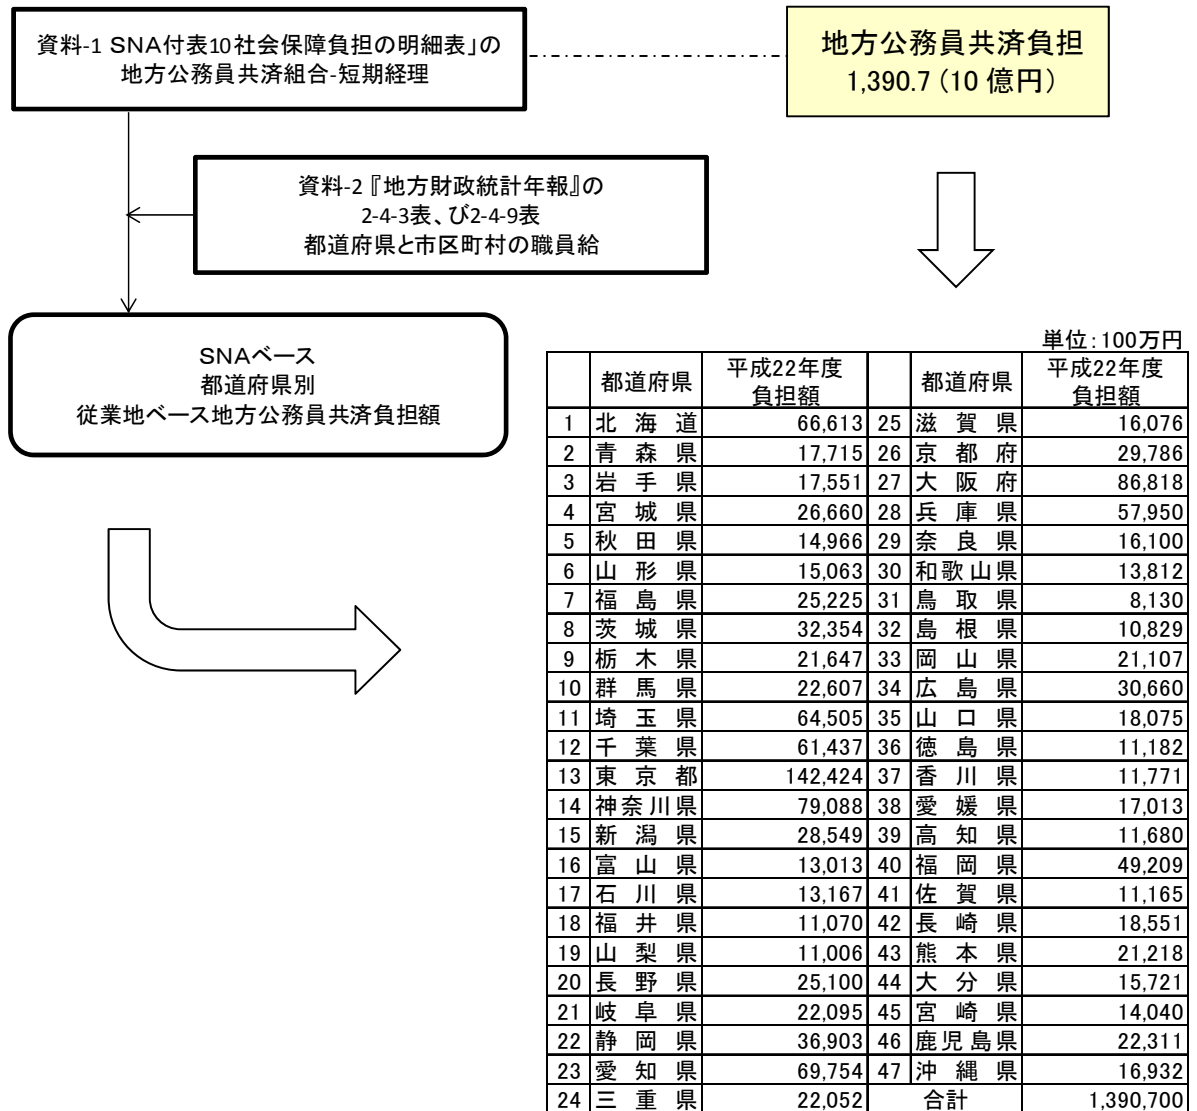 資料-1 SNA付表10社会保障負担の明細表」の
地方公務員共済組合-短期経理
地方公務員共済負担
1,390.7 (10 億円)
資料-2 『地方財政統計年報』の
2-4-3表、び2-4-9表
都道府県と市区町村の職員給
SNAベース
都道府県別
従業地ベース地方公務員共済負担額
単位:100万円
都道府県 平成22年度 負担額 都道府県 平成22年度 負担額
1 北海道 66,613 25 滋賀県 16,076
2 青森県 17,715 26 京都府 29,786
3 岩手県 17,551 27 大阪府 86,818
4 宮城県 26,660 28 兵庫県 57,950
5 秋田県 14,966 29 奈良県 16,100
6 山形県 15,063 30 和歌山県 13,812
7 福島県 25,225 31 鳥取県 8,130
8 茨城県 32,354 32 島根県 10,829
9 栃木県 21,647 33 岡山県 21,107
10 群馬県 22,607 34 広島県 30,660
11 埼玉県 64,505 35 山口県 18,075
12 千葉県 61,437 36 徳島県 11,182
13 東京都 142,424 37 香川県 11,771
14 神奈川県 79,088 38 愛媛県 17,013
15 新潟県 28,549 39 高知県 11,680
16 富山県 13,013 40 福岡県 49,209
17 石川県 13,167 41 佐賀県 11,165
18 福井県 11,070 42 長崎県 18,551
19 山梨県 11,006 43 熊本県 21,218
20 長野県 25,100 44 大分県 15,721
21 岐阜県 22,095 45 宮崎県 14,040
22 静岡県 36,903 46 鹿児島県 22,311
23 愛知県 69,754 47 沖縄県 16,932
24 三重県 22,052 合計 1,390,700